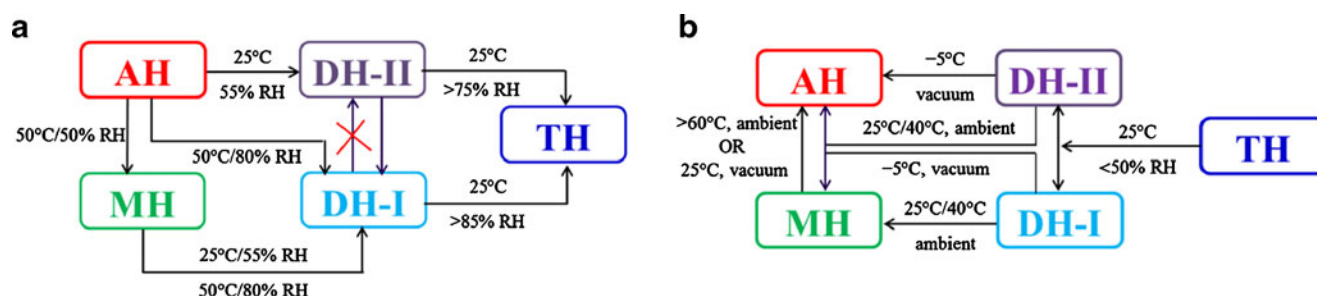 a
AH
25°C
55% RH
DH-II
25°C
>75% RH
TH
50°C/50% RH
50°C/80% RH
MH
DH-I
25°C
>85% RH
25°C/55% RH
50°C/80% RH
b
AH
−5°C
vacuum
DH-II
>60°C, ambient
OR
25°C, vacuum
25°C/40°C, ambient
−5°C, vacuum
25°C
<50% RH
TH
MH
25°C/40°C
ambient
DH-I